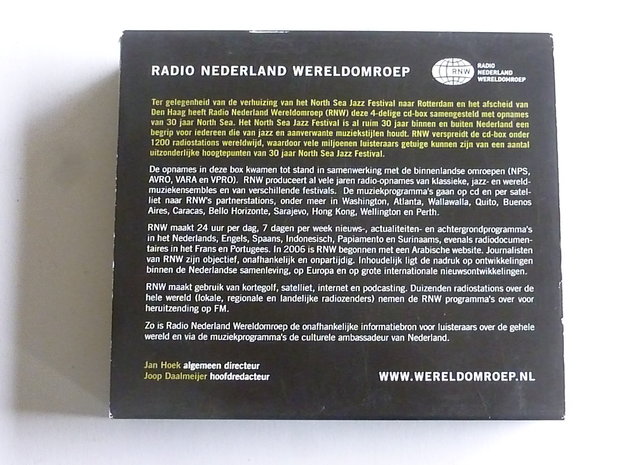 RADIO NEDERLAND WERELDOMROEP
RNW
RADIO
NEDERLAND
WERELDOMROEP
Ter gelegenheid van de verhuizing van het North Sea Jazz Festival naar Rotterdam en het afscheid van
Den Haag heeft Radio Nederland Wereldomroep (RNW) deze 4-delige cd-box samengesteld met opnames
van 30 jaar North Sea. Het North Sea Jazz Festival is al ruim 30 jaar binnen en buiten Nederland een
begrip voor iedereen die van jazz en aanverwante muziekstijlen houdt. RNW verspreidt de cd-box onder
1200 radiostations wereldwijd, waardoor vele miljoenen luisteraars getuige kunnen zijn van een aantal
uitzonderlijke hoogtepunten van 30 jaar North Sea Jazz Festival.
De opnames in deze box kwamen tot stand in samenwerking met de binnenlandse omroepen (NPS,
AVRO, VARA en VPRO). RNW produceert al vele jaren radio-opnames van klassieke, jazz- en wereld-
muziekensembles en van verschillende festivals. De muziekprogramma's gaan op cd en per satel-
liet naar RNW's partnerstations, onder meer in Washington, Atlanta, Wallawalla, Quito, Buenos
Aires, Caracas, Bello Horizonte, Sarajevo, Hong Kong, Wellington en Perth.
RNW maakt 24 uur per dag, 7 dagen per week nieuws-, actualiteiten- en achtergrondprogramma's
in het Nederlands, Engels, Spaans, Indonesisch, Papiamento en Surinaams, evenals radiodocumen-
taires in het Frans en Portugees. In 2006 is RNW begonnen met een Arabische website. Journalisten
van RNW zijn objectief, onafhankelijk en onpartijdig. Inhoudelijk ligt de nadruk op ontwikkelingen
binnen de Nederlandse samenleving, op Europa en op grote internationale nieuwsontwikkelingen.
RNW maakt gebruik van kortegolf, satelliet, internet en podcasting. Duizenden radiostations over de
hele wereld (lokale, regionale en landelijke radiozenders) nemen de RNW programma's over voor
heruitzending op FM.
Zo is Radio Nederland Wereldomroep de onafhankelijke informatiebron voor luisteraars over de gehele
wereld en via de muziekprogramma's de culturele ambassadeur van Nederland.
Jan Hoek algemeen directeur
Joop Daalmeijer hoofdredacteur
WWW.WERELDOMROEP.NL